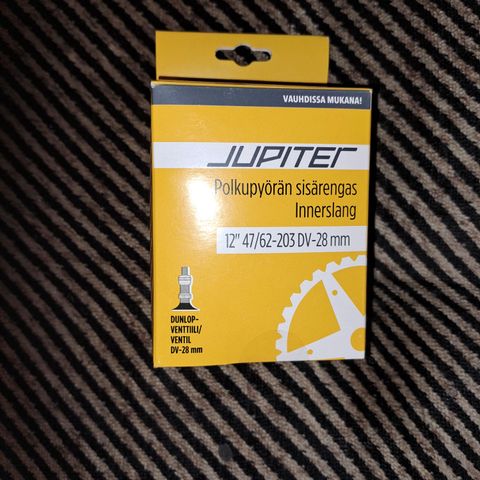 VAUHDISSA MUKANA!
JUPITER
Polkupyörän sisärengas
Innerslang
12" 47/62-203 DV-28 mm
DUNLOP-
VENTTIILI/
VENTIL
DV-28 mm